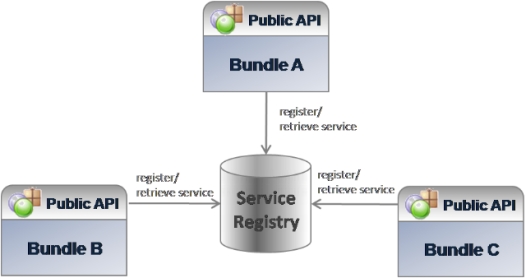 Public API
Bundle A
register/
retrieve service
register/
retrieve service
register/
retrieve service
Service
Registry
Public API
Bundle B
Public API
Bundle C